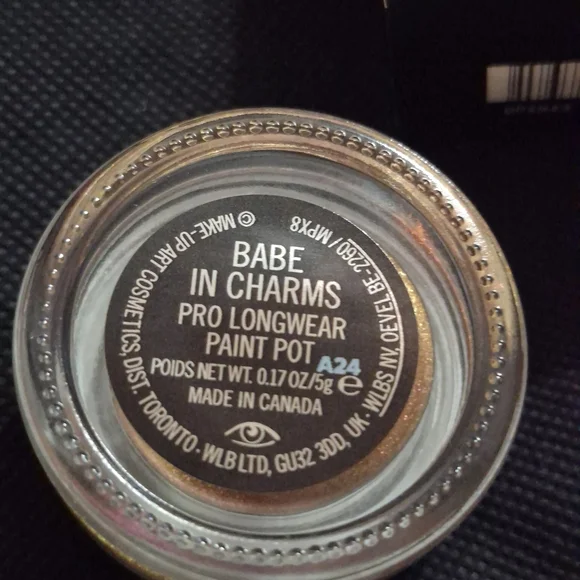 BABE
IN CHARMS
PRO LONGWEAR
PAINT POT
A24
POIDS NET WT. 0.17 OZ/5g ℮
MADE IN CANADA
© MAKE-UP ART COSMETICS, DIST. TORONTO · WLB LTD, GU32 3DD, UK · WLBS NV, OEVEL BE-2260 / MPX8